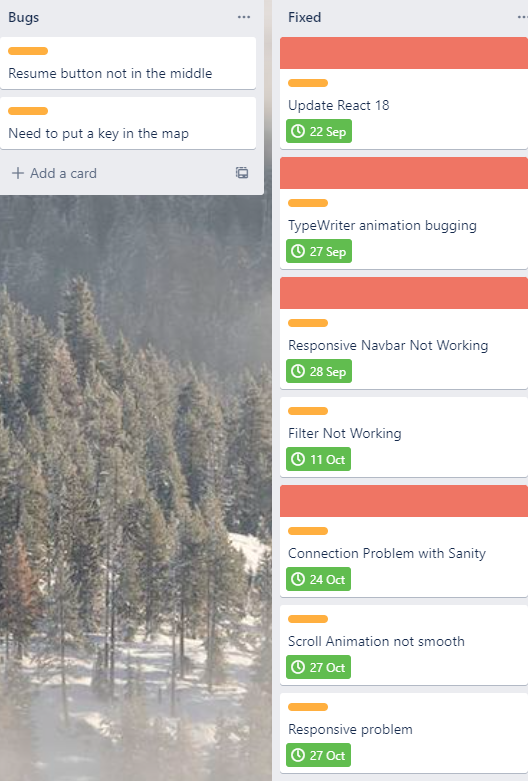 Bugs
Resume button not in the middle
Need to put a key in the map
Add a card
Fixed
Update React 18
22 Sep
TypeWriter animation bugging
27 Sep
Responsive Navbar Not Working
28 Sep
Filter Not Working
11 Oct
Connection Problem with Sanity
24 Oct
Scroll Animation not smooth
27 Oct
Responsive problem
27 Oct